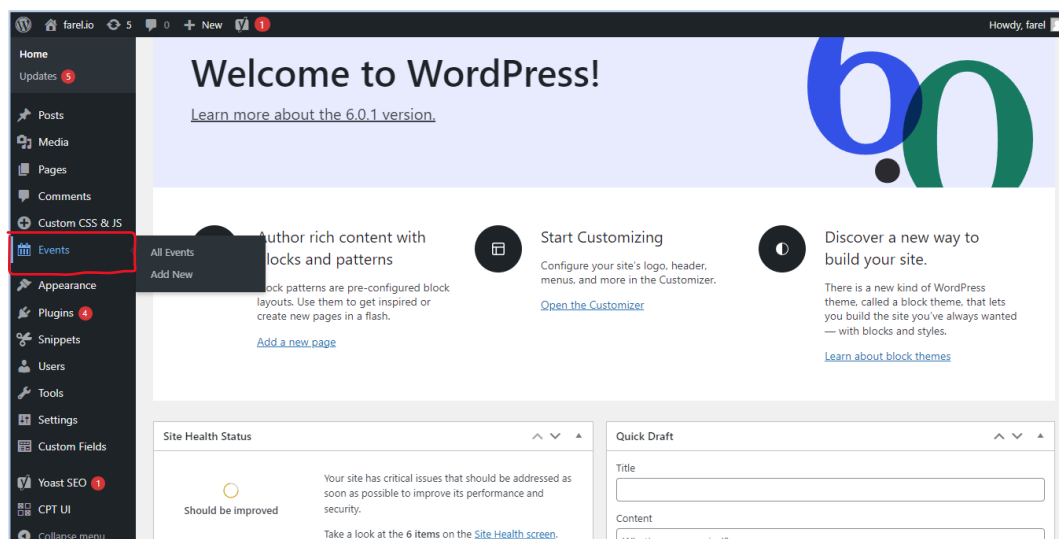 farel.io 5 0 + New 1 Howdy, farel
Home
Updates 5
Posts
Media
Pages
Comments
Custom CSS & JS
Events
All Events
Add New
Appearance
Plugins 4
Snippets
Users
Tools
Settings
Custom Fields
Yoast SEO 1
CPT UI
Collapse menu
Welcome to WordPress!
Learn more about the 6.0.1 version.
6.0
Author rich content with
blocks and patterns
Block patterns are pre-configured block
layouts. Use them to get inspired or
create new pages in a flash.
Add a new page
Start Customizing
Configure your site's logo, header,
menus, and more in the Customizer.
Open the Customizer
Discover a new way to
build your site.
There is a new kind of WordPress
theme, called a block theme, that lets
you build the site you've always wanted
— with blocks and styles.
Learn about block themes
Site Health Status
Should be improved
Your site has critical issues that should be addressed as
soon as possible to improve its performance and
security.
Take a look at the 6 items on the Site Health screen.
Quick Draft
Title
Content